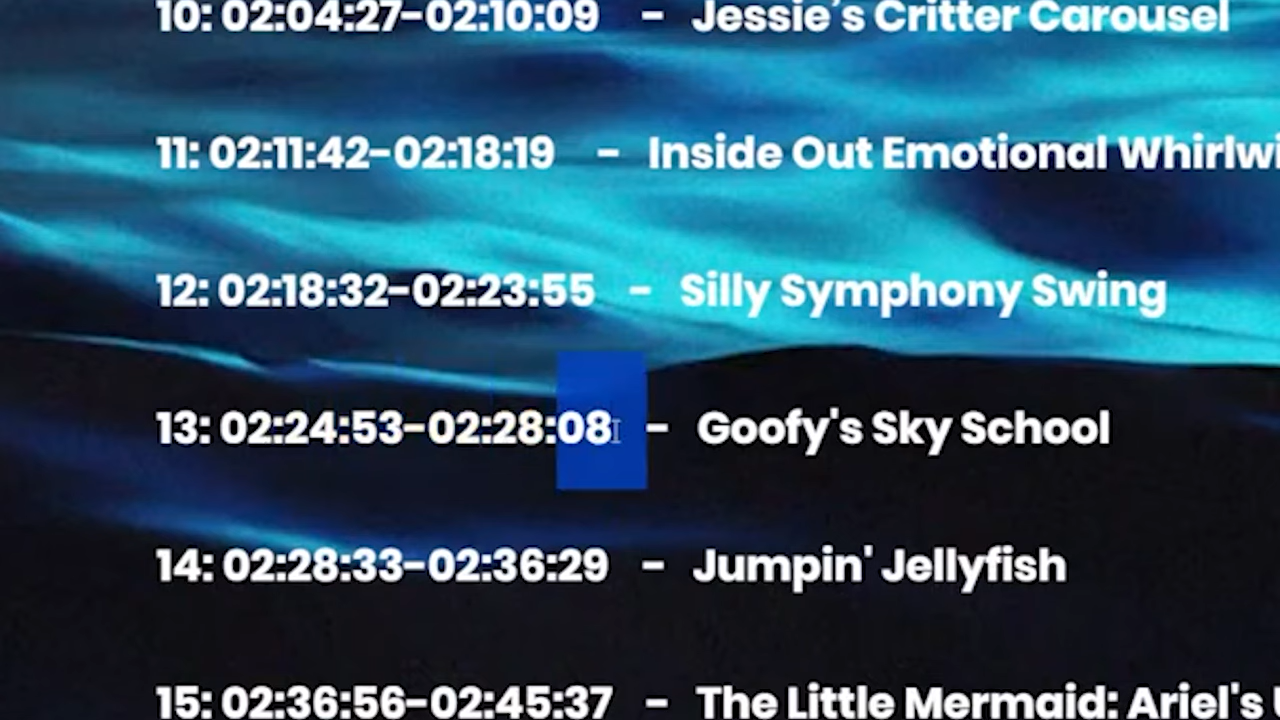 10: 02:04:27-02:10:09 - Jessie's Critter Carousel
11: 02:11:42-02:18:19 - Inside Out Emotional
12: 02:18:32-02:23:55 - Silly Symphony Swing
13: 02:24:53-02:28:08 - Goofy's Sky School
14: 02:28:33-02:36:29 - Jumpin' Jellyfish
15: 02:36:56-02:45:37 - The Little Mermaid: Ariel's